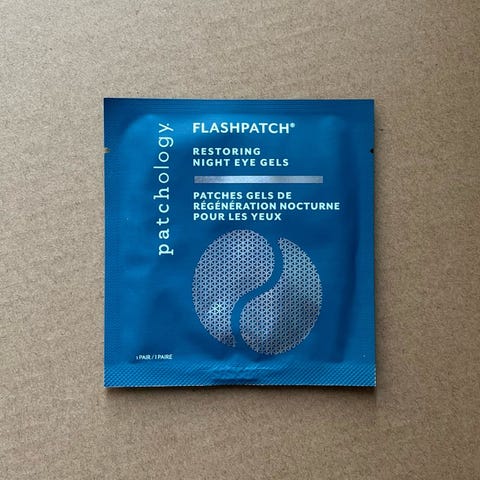 patchology
FLASHPATCH®
RESTORING
NIGHT EYE GELS
PATCHES GELS DE
RÉGÉNÉRATION NOCTURNE
POUR LES YEUX
1 PAIR / 1 PAIRE